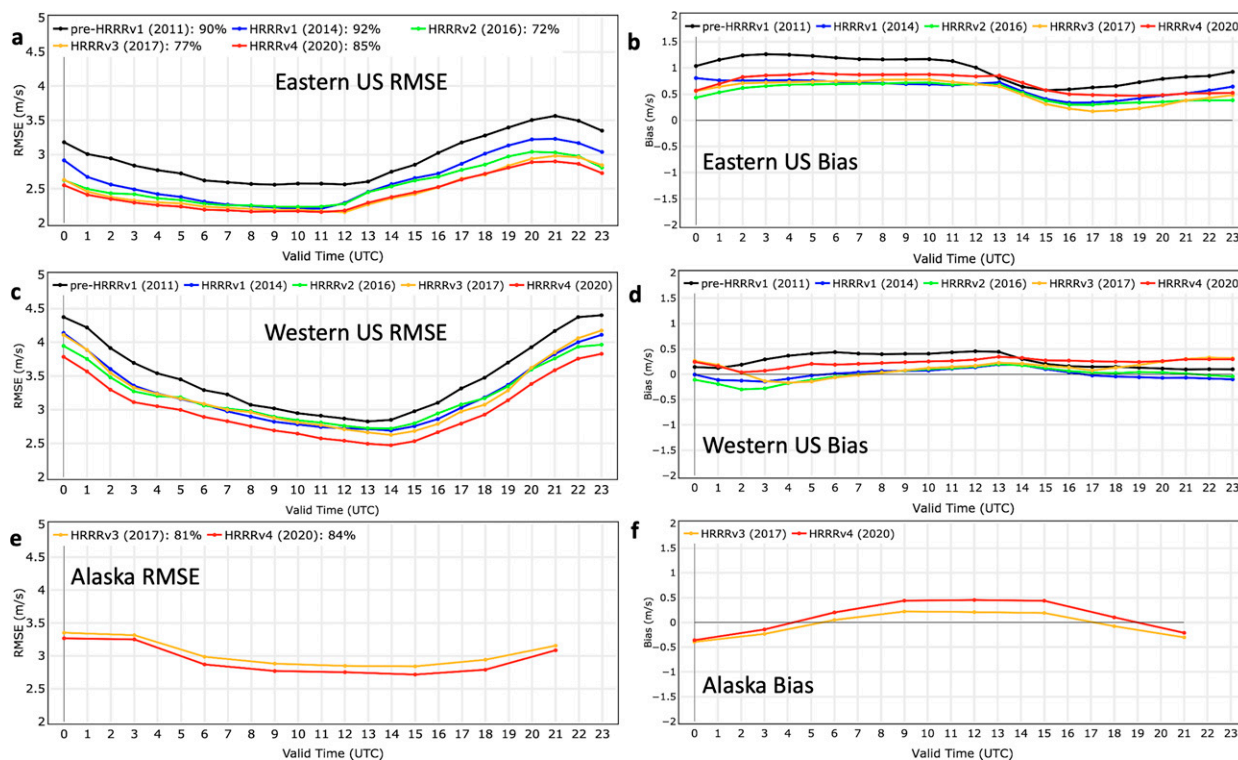 a
pre-HRRRv1 (2011): 90% HRRRv1 (2014): 92% HRRRv2 (2016): 72%
HRRRv3 (2017): 77% HRRRv4 (2020): 85%
Eastern US RMSE
RMSE (m/s)
5
4.5
4
3.5
3
2.5
2
0 1 2 3 4 5 6 7 8 9 10 11 12 13 14 15 16 17 18 19 20 21 22 23
Valid Time (UTC)
b
pre-HRRRv1 (2011) HRRRv1 (2014) HRRRv2 (2016) HRRRv3 (2017) HRRRv4 (2020)
Eastern US Bias
Bias (m/s)
2
1.5
1
0.5
0
−0.5
−1
−1.5
−2
0 1 2 3 4 5 6 7 8 9 10 11 12 13 14 15 16 17 18 19 20 21 22 23
Valid Time (UTC)
c
pre-HRRRv1 (2011) HRRRv1 (2014) HRRRv2 (2016) HRRRv3 (2017) HRRRv4 (2020)
Western US RMSE
RMSE (m/s)
5
4.5
4
3.5
3
2.5
2
0 1 2 3 4 5 6 7 8 9 10 11 12 13 14 15 16 17 18 19 20 21 22 23
Valid Time (UTC)
d
pre-HRRRv1 (2011) HRRRv1 (2014) HRRRv2 (2016) HRRRv3 (2017) HRRRv4 (2020)
Western US Bias
Bias (m/s)
2
1.5
1
0.5
0
−0.5
−1
−1.5
−2
0 1 2 3 4 5 6 7 8 9 10 11 12 13 14 15 16 17 18 19 20 21 22 23
Valid Time (UTC)
e
HRRRv3 (2017): 81% HRRRv4 (2020): 84%
Alaska RMSE
RMSE (m/s)
5
4.5
4
3.5
3
2.5
2
0 1 2 3 4 5 6 7 8 9 10 11 12 13 14 15 16 17 18 19 20 21 22 23
Valid Time (UTC)
f
HRRRv3 (2017) HRRRv4 (2020)
Alaska Bias
Bias (m/s)
2
1.5
1
0.5
0
−0.5
−1
−1.5
−2
0 1 2 3 4 5 6 7 8 9 10 11 12 13 14 15 16 17 18 19 20 21 22 23
Valid Time (UTC)